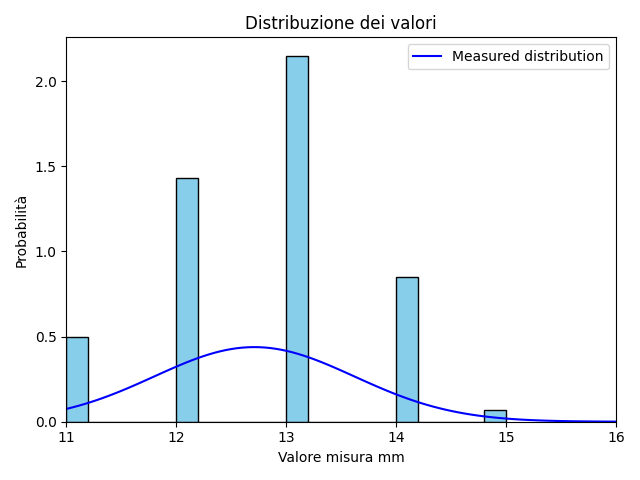 Distribuzione dei valori
Measured distribution
Probabilità
2.0
1.5
1.0
0.5
0.0
11 12 13 14 15 16
Valore misura mm